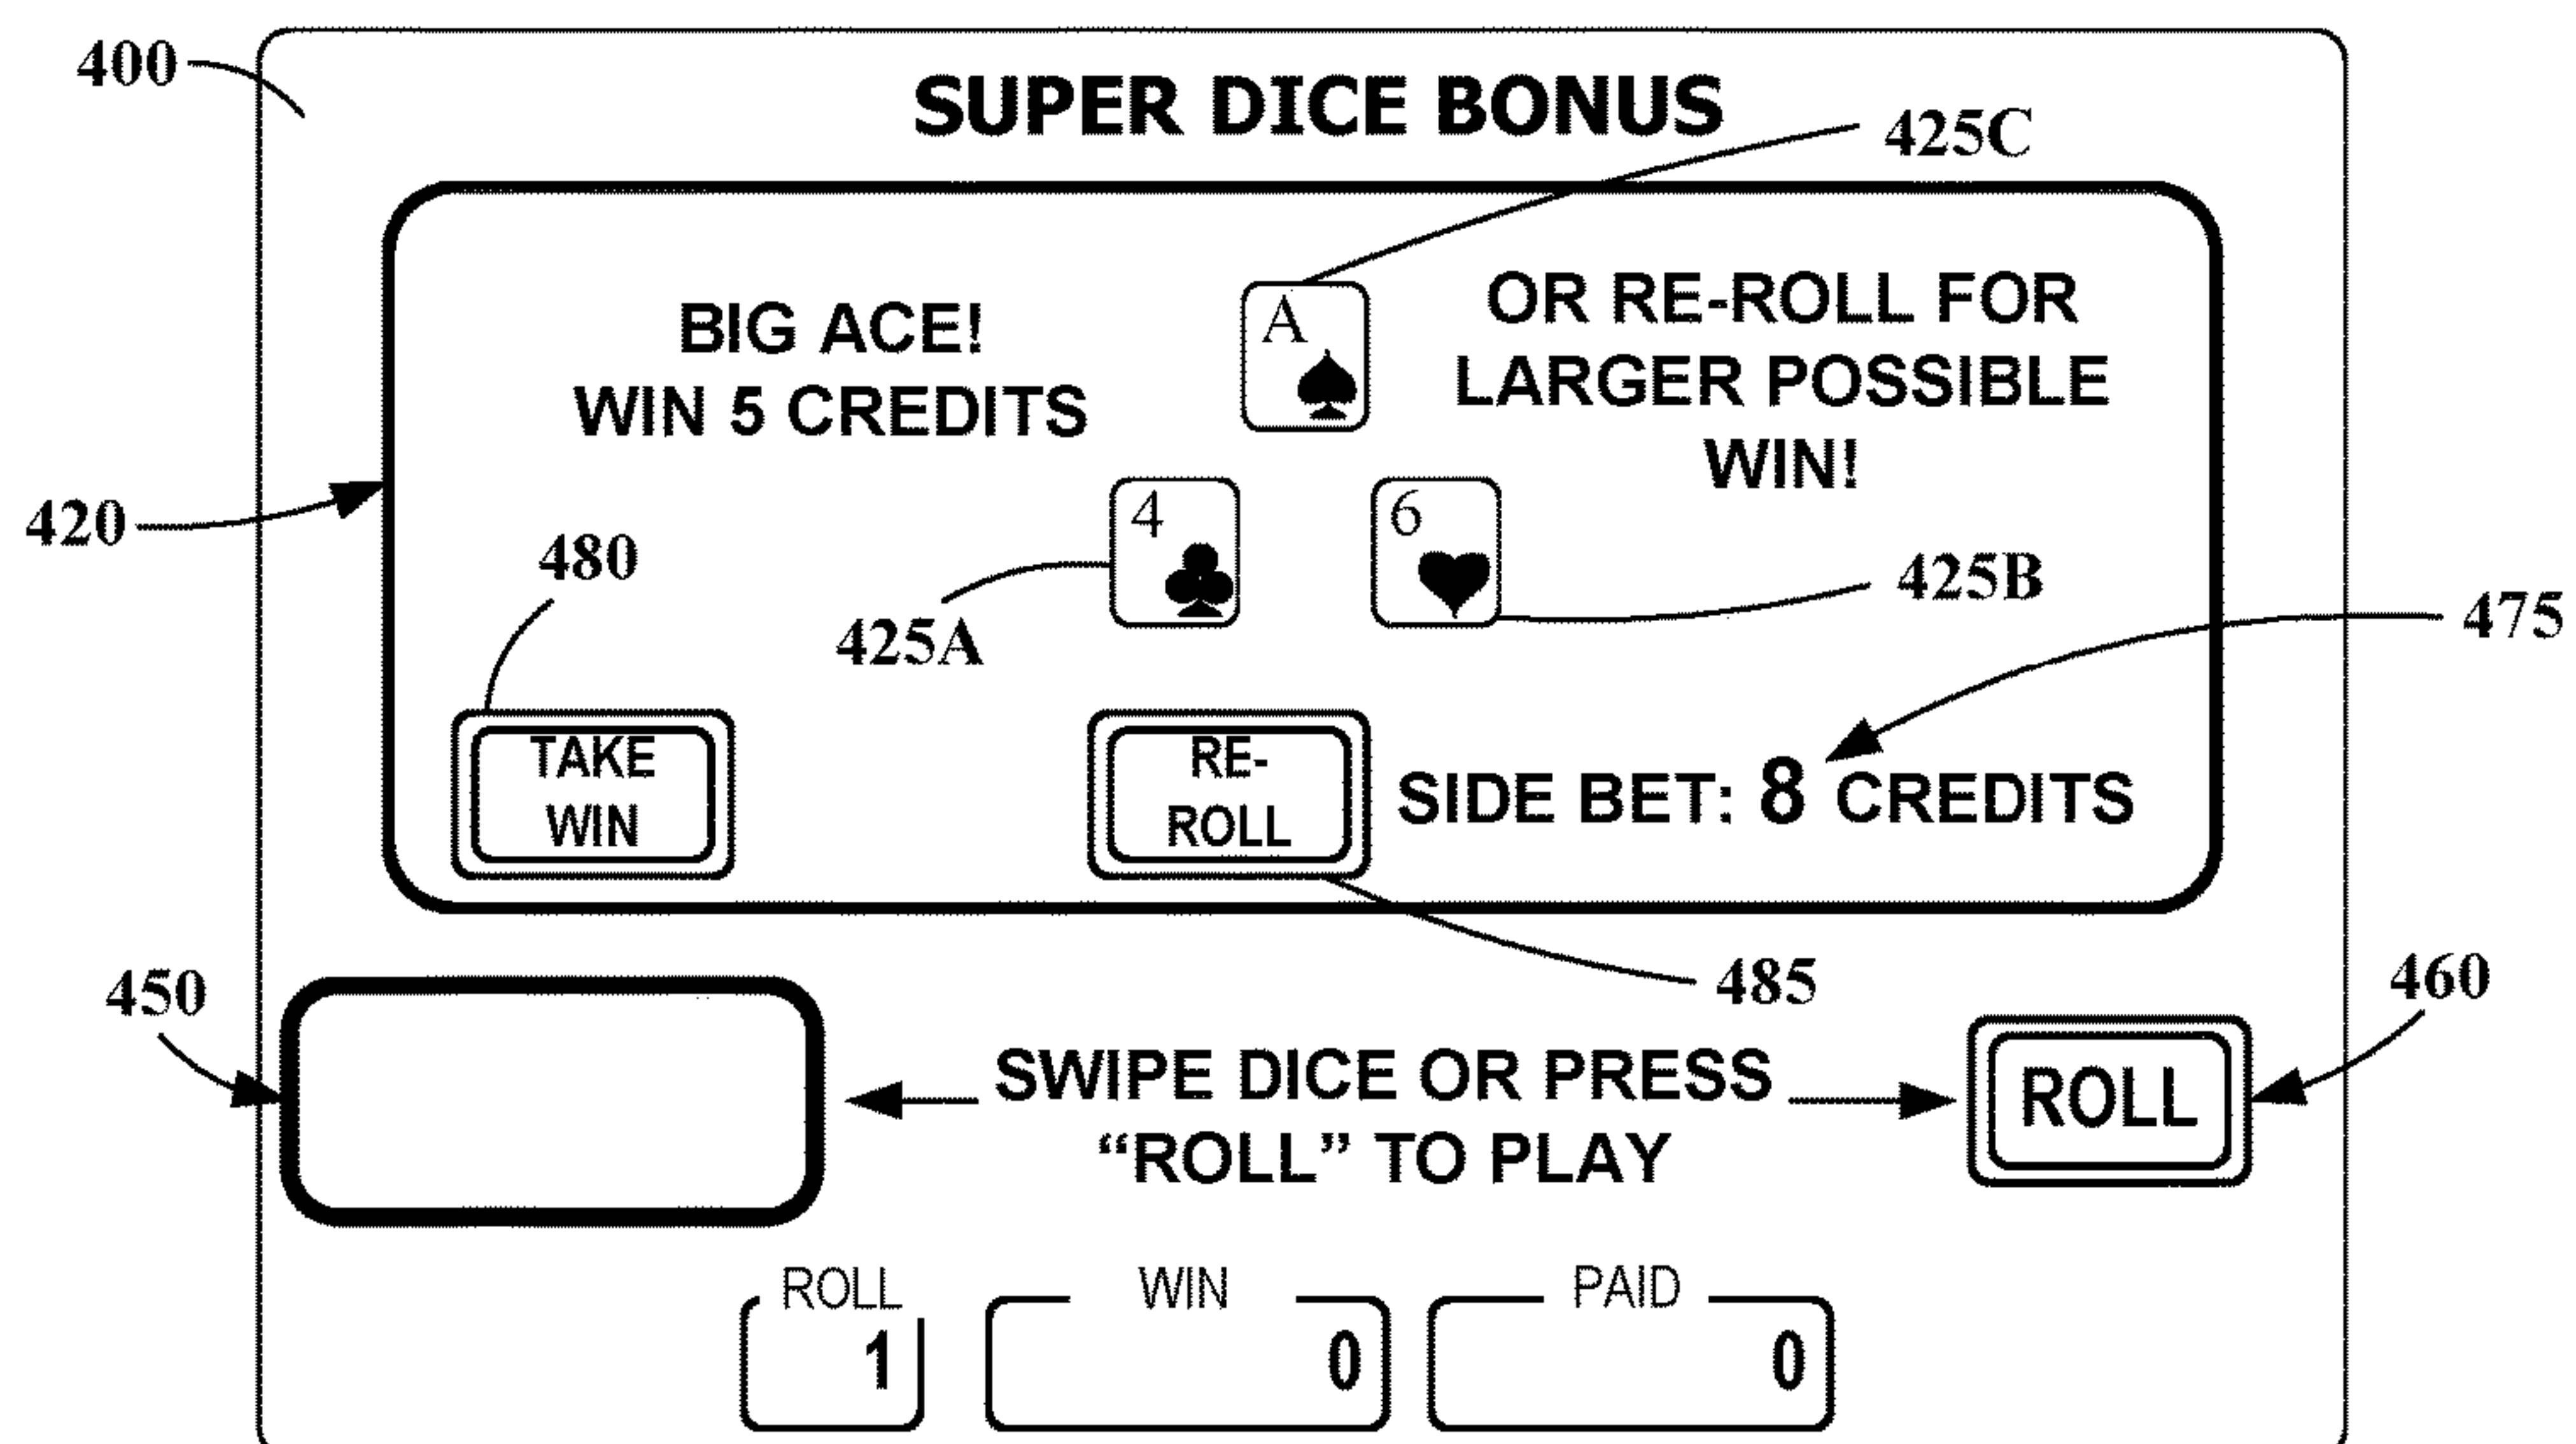 400
SUPER DICE BONUS
425C
BIG ACE!
WIN 5 CREDITS
A
OR RE-ROLL FOR
LARGER POSSIBLE
WIN!
420
480
4
6
425A
425B
475
TAKE
WIN
RE-
ROLL
SIDE BET: 8 CREDITS
450
485
460
SWIPE DICE OR PRESS
“ROLL” TO PLAY
ROLL
ROLL
1
WIN
0
PAID
0